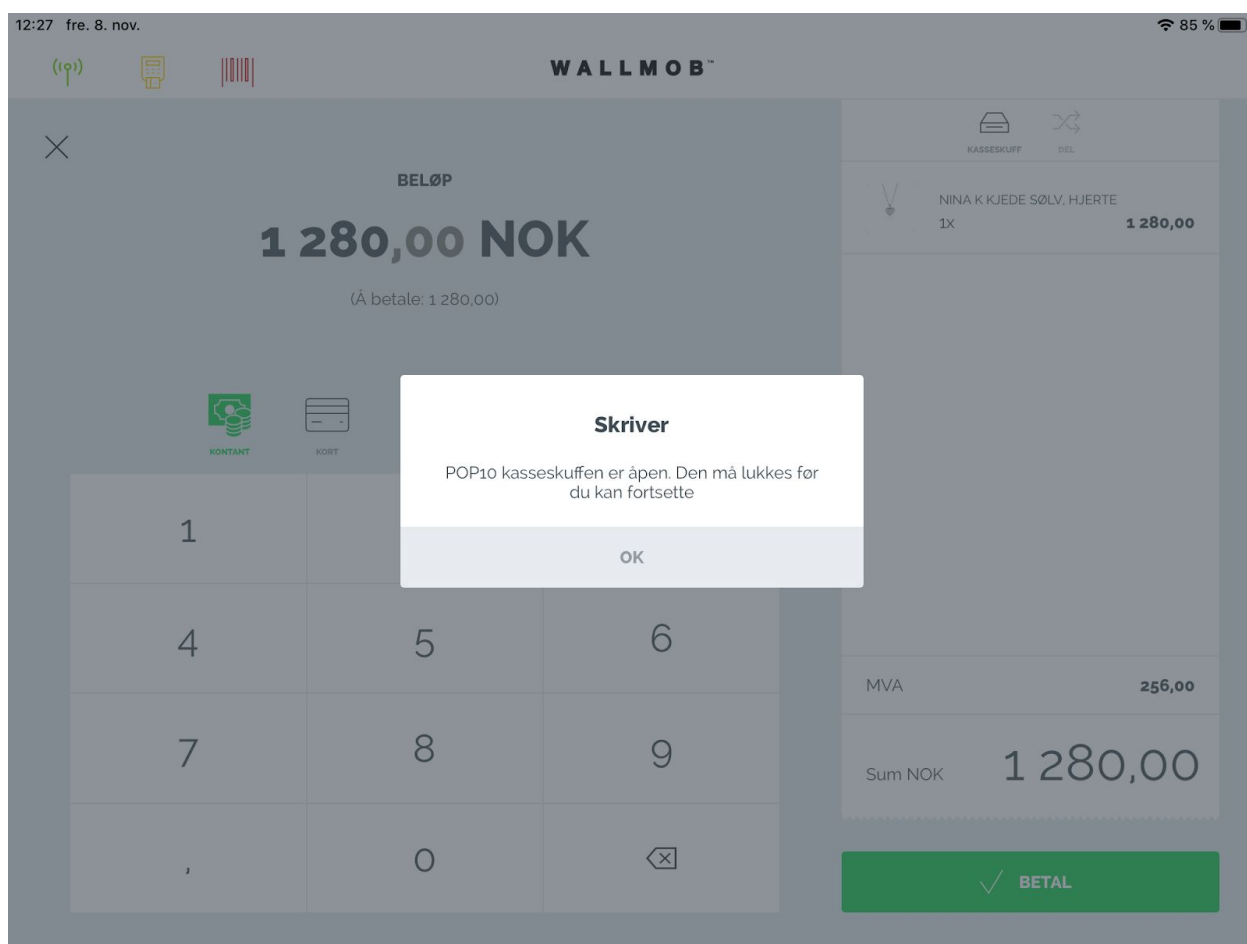 12:27 fre. 8. nov.
85 %
WALLMOB™
KASSESKUFF
DEL
BELØP
1 280,00 NOK
(Å betale: 1 280,00)
NINA K KJEDE SØLV, HJERTE
1X 1 280,00
KONTANT
KORT
Skriver
POP10 kasseskuffen er åpen. Den må lukkes før
du kan fortsette
OK
1
4 5 6
7 8 9
, 0
MVA 256,00
Sum NOK 1 280,00
BETAL